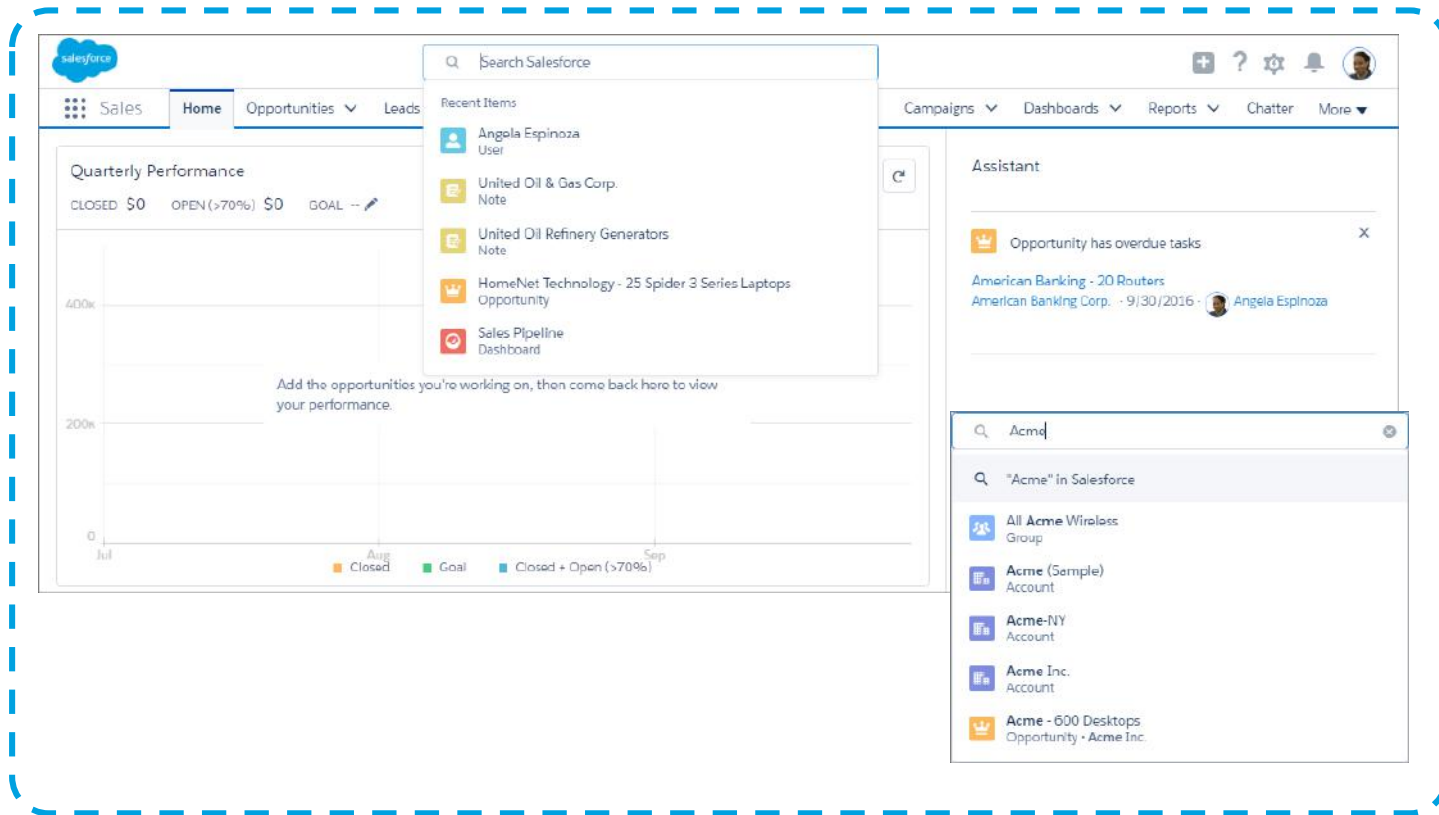 salesforce
Search Salesforce
Sales
Home
Opportunities
Leads
Campaigns
Dashboards
Reports
Chatter
More
Recent Items
Angela Espinoza
User
United Oil & Gas Corp.
Note
United Oil Refinery Generators
Note
HomeNet Technology - 25 Spider 3 Series Laptops
Opportunity
Sales Pipeline
Dashboard
Quarterly Performance
CLOSED $0 OPEN (>70%) $0 GOAL --
400K
200K
0
Jul
Aug
Sep
Add the opportunities you're working on, then come back here to view
your performance.
Closed
Goal
Closed + Open (>70%)
Assistant
Opportunity has overdue tasks
X
American Banking - 20 Routers
American Banking Corp. · 9/30/2016 · Angela Espinoza
Acme
"Acme" in Salesforce
All Acme Wireless
Group
Acme (Sample)
Account
Acme-NY
Account
Acme Inc.
Account
Acme - 600 Desktops
Opportunity • Acme Inc.